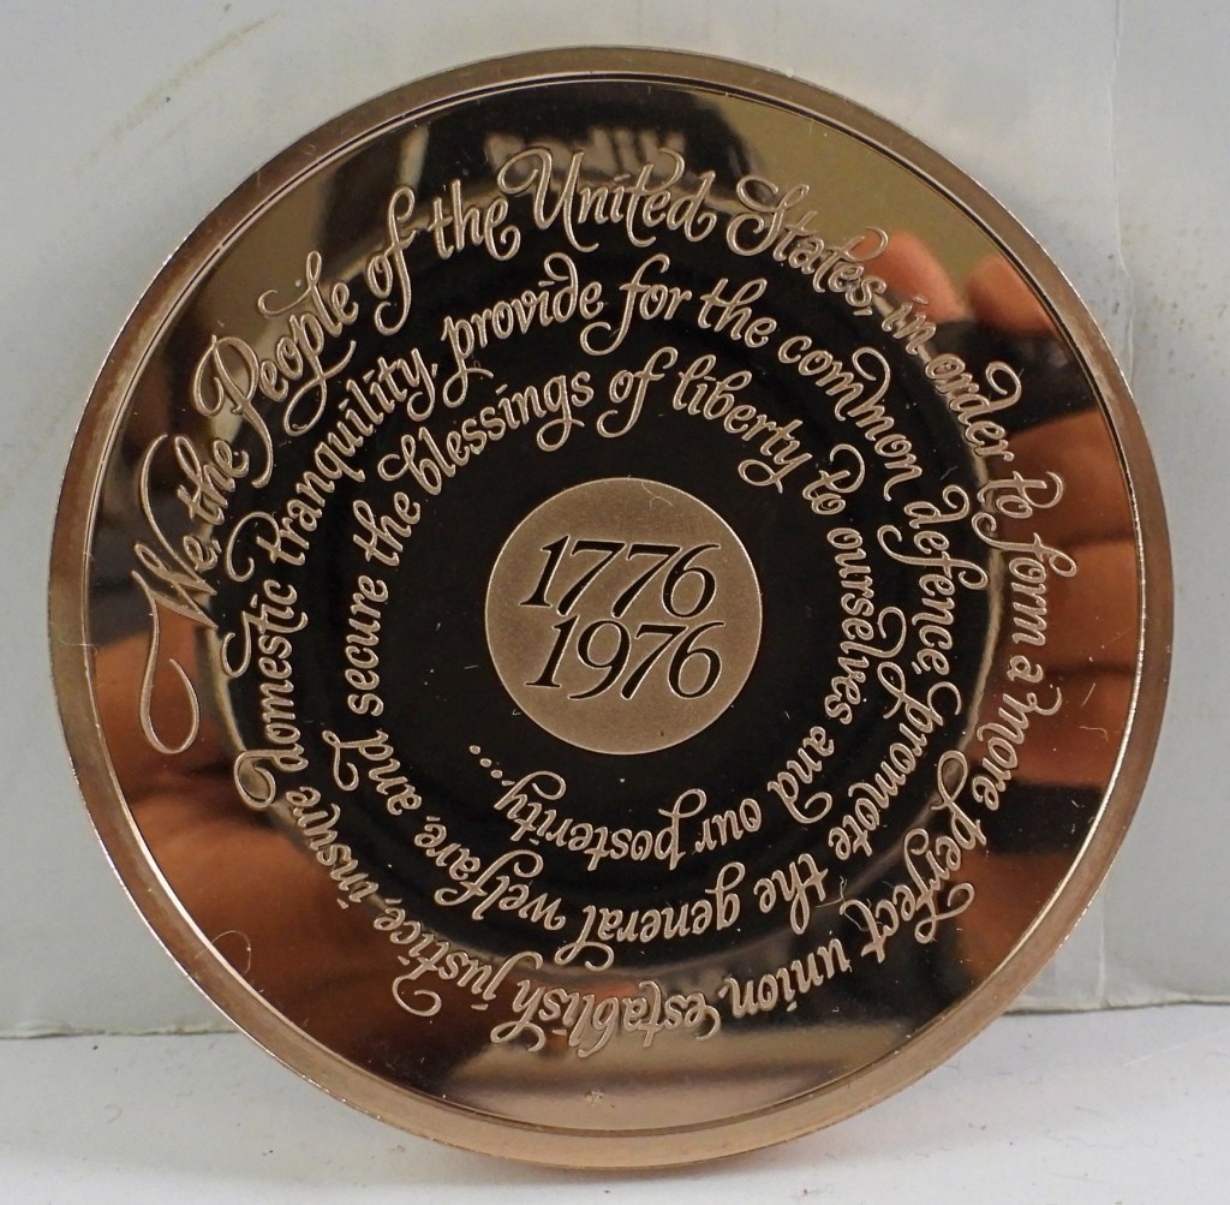 We, the People of the United States, in order to form a more perfect union, establish justice, insure domestic tranquility, provide for the common defence, promote the general welfare, and secure the blessings of liberty to ourselves and our posterity...
1776
1976